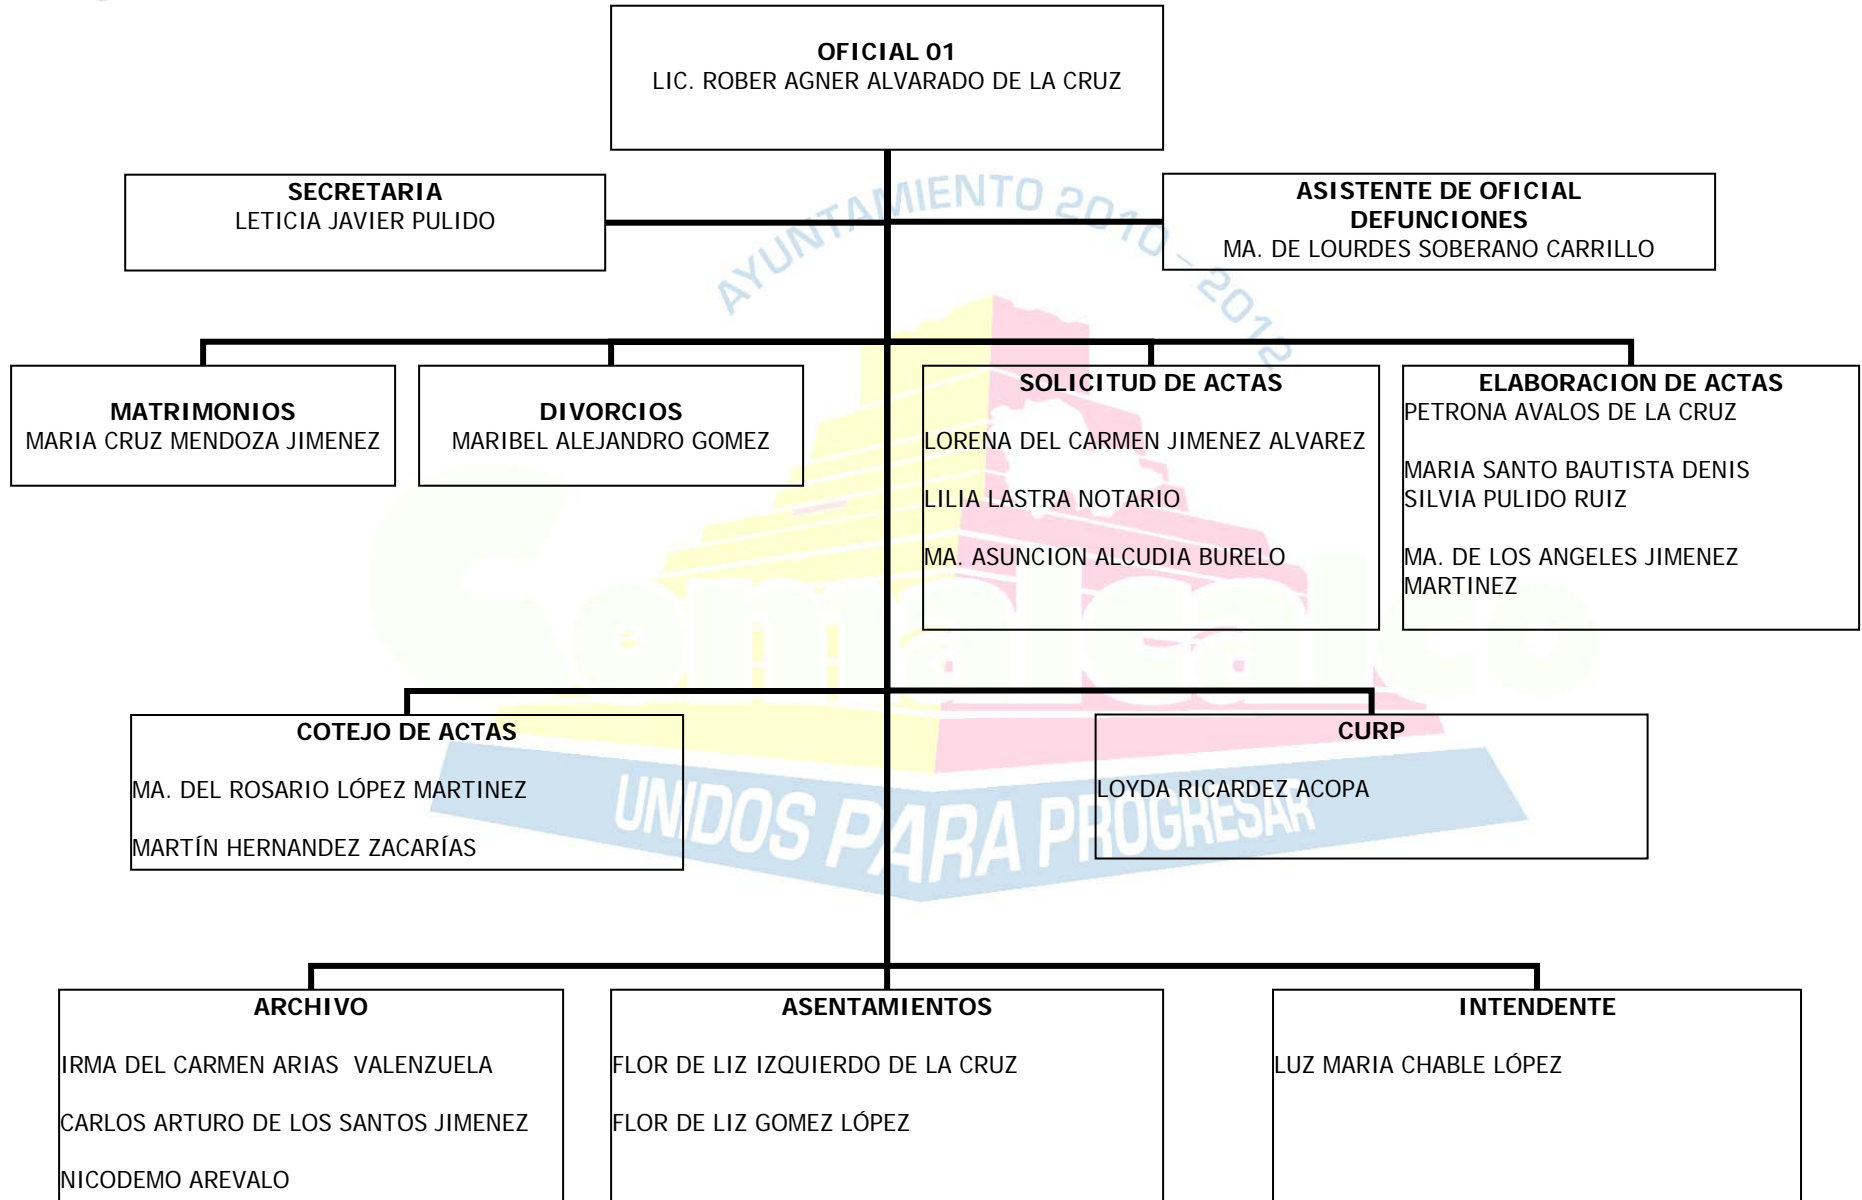 OFICIAL 01
LIC. ROBER AGNER ALVARADO DE LA CRUZ
SECRETARIA
LETICIA JAVIER PULIDO
ASISTENTE DE OFICIAL
DEFUNCIONES
MA. DE LOURDES SOBERANO CARRILLO
AYUNTAMIENTO 2010 - 2012
MATRIMONIOS
MARIA CRUZ MENDOZA JIMENEZ
DIVORCIOS
MARIBEL ALEJANDRO GOMEZ
SOLICITUD DE ACTAS
LORENA DEL CARMEN JIMENEZ ALVAREZ
LILIA LASTRA NOTARIO
MA. ASUNCION ALCUDIA BURELO
ELABORACION DE ACTAS
PETRONA AVALOS DE LA CRUZ
MARIA SANTO BAUTISTA DENIS
SILVIA PULIDO RUIZ
MA. DE LOS ANGELES JIMENEZ
MARTINEZ
Comalcalco
COTEJO DE ACTAS
MA. DEL ROSARIO LÓPEZ MARTINEZ
MARTÍN HERNANDEZ ZACARÍAS
CURP
LOYDA RICARDEZ ACOPA
UNIDOS PARA PROGRESAR
ARCHIVO
IRMA DEL CARMEN ARIAS  VALENZUELA
CARLOS ARTURO DE LOS SANTOS JIMENEZ
NICODEMO AREVALO
ASENTAMIENTOS
FLOR DE LIZ IZQUIERDO DE LA CRUZ
FLOR DE LIZ GOMEZ LÓPEZ
INTENDENTE
LUZ MARIA CHABLE LÓPEZ